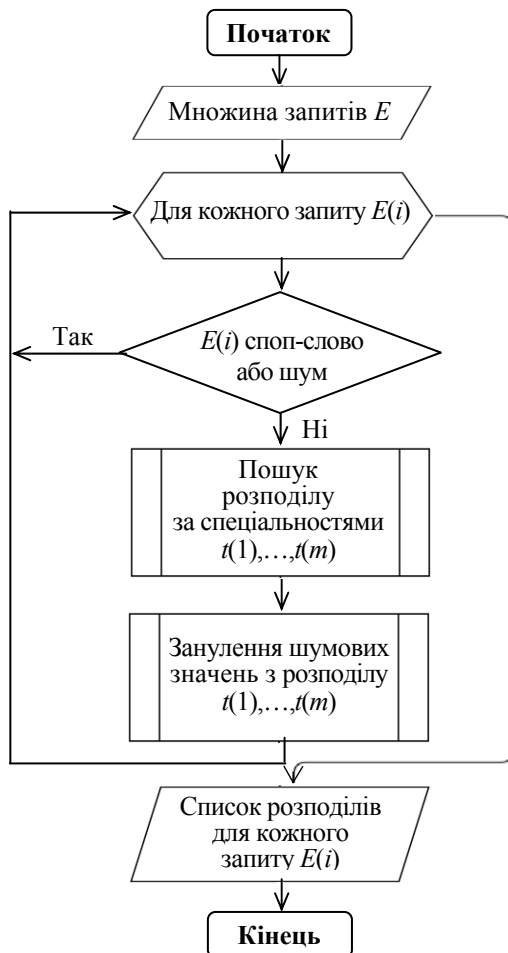 Початок
Множина запитів E
Для кожного запиту E(i)
Так
E(i) споп-слово
або шум
Ні
Пошук
розподілу
за спеціальностями
t(1),…,t(m)
Занулення шумових
значень з розподілу
t(1),…,t(m)
Список розподілів
для кожного
запиту E(i)
Кінець